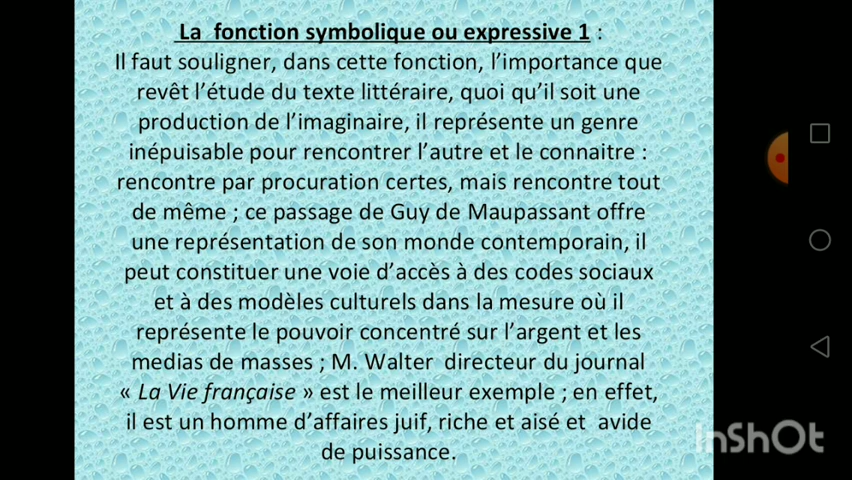 La fonction symbolique ou expressive 1 :
Il faut souligner, dans cette fonction, l'importance que
revêt l'étude du texte littéraire, quoi qu'il soit une
production de l'imaginaire, il représente un genre
inépuisable pour rencontrer l'autre et le connaitre :
rencontre par procuration certes, mais rencontre tout
de même ; ce passage de Guy de Maupassant offre
une représentation de son monde contemporain, il
peut constituer une voie d'accès à des codes sociaux
et à des modèles culturels dans la mesure où il
représente le pouvoir concentré sur l'argent et les
medias de masses ; M. Walter directeur du journal
« La Vie française » est le meilleur exemple ; en effet,
il est un homme d'affaires juif, riche et aisé et avide
de puissance.
InShOt